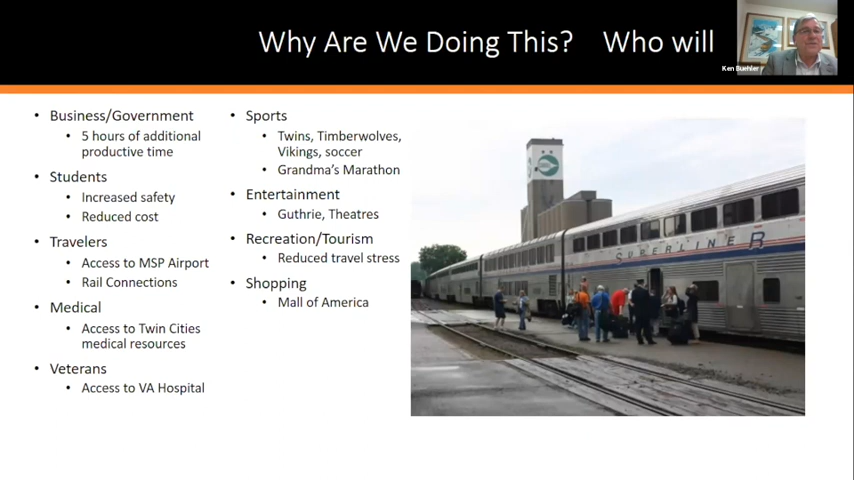 Why Are We Doing This? Who will
Ken Buehler
• Business/Government
• 5 hours of additional
productive time
• Students
• Increased safety
• Reduced cost
• Travelers
• Access to MSP Airport
• Rail Connections
• Medical
• Access to Twin Cities
medical resources
• Veterans
• Access to VA Hospital
• Sports
• Twins, Timberwolves,
Vikings, soccer
• Grandma's Marathon
• Entertainment
• Guthrie, Theatres
• Recreation/Tourism
• Reduced travel stress
• Shopping
• Mall of America
SUPERLINER